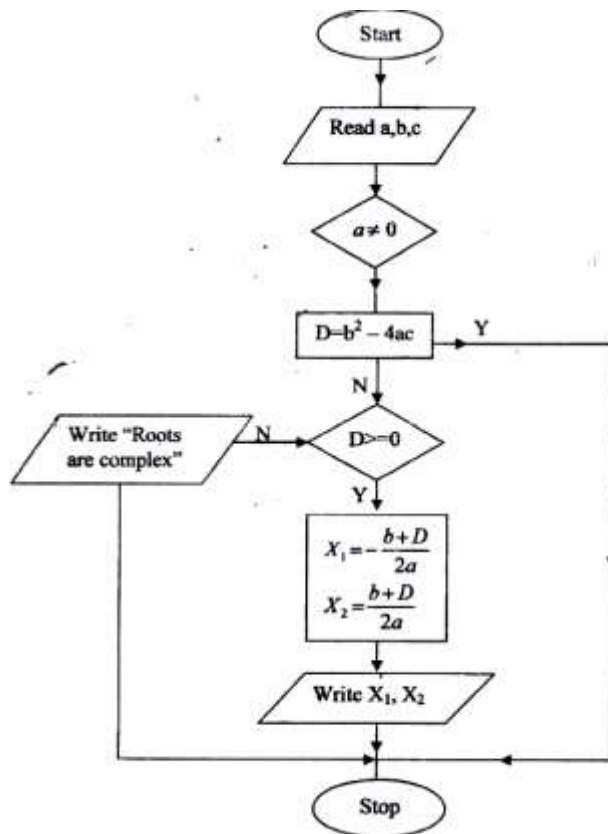 Start
Read a,b,c
a ≠ 0
D=b² – 4ac
Y
N
Write “Roots
are complex”
N
D>=0
Y
X₁ = - (b + D) / 2a
X₂ = (b + D) / 2a
Write X₁, X₂
Stop